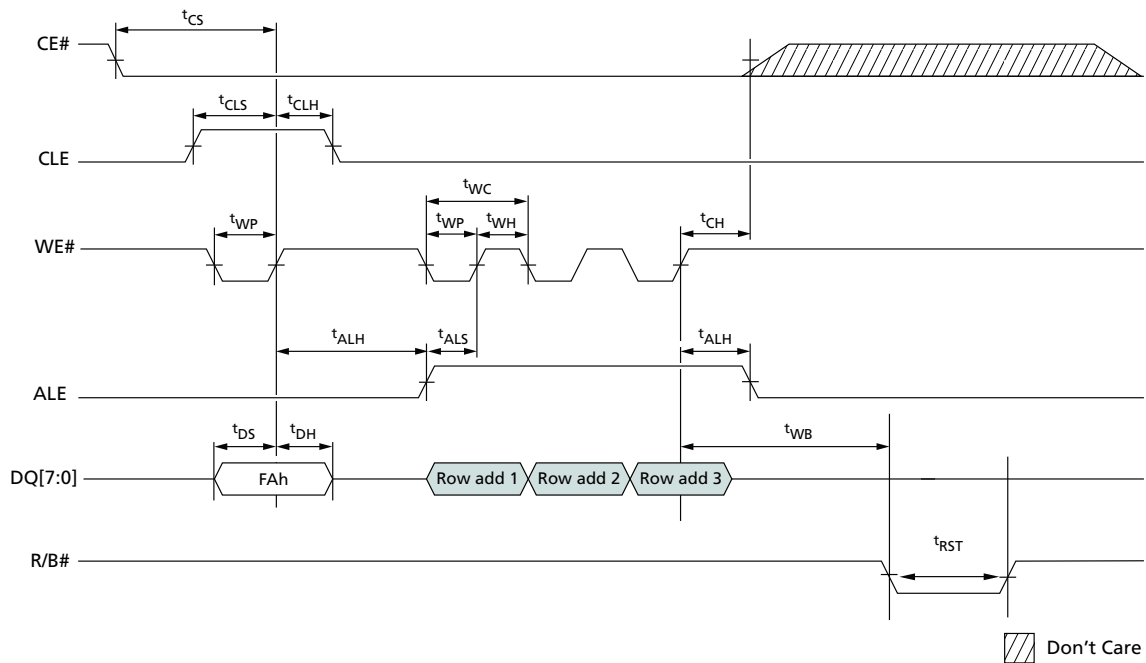 tCS
CE#
tCLS tCLH
CLE
tWC
tWP tWP tWH tCH
WE#
tALH tALS tALH
ALE
tDS tDH tWB
DQ[7:0] FAh Row add 1 Row add 2 Row add 3
tRST
R/B#
Don't Care